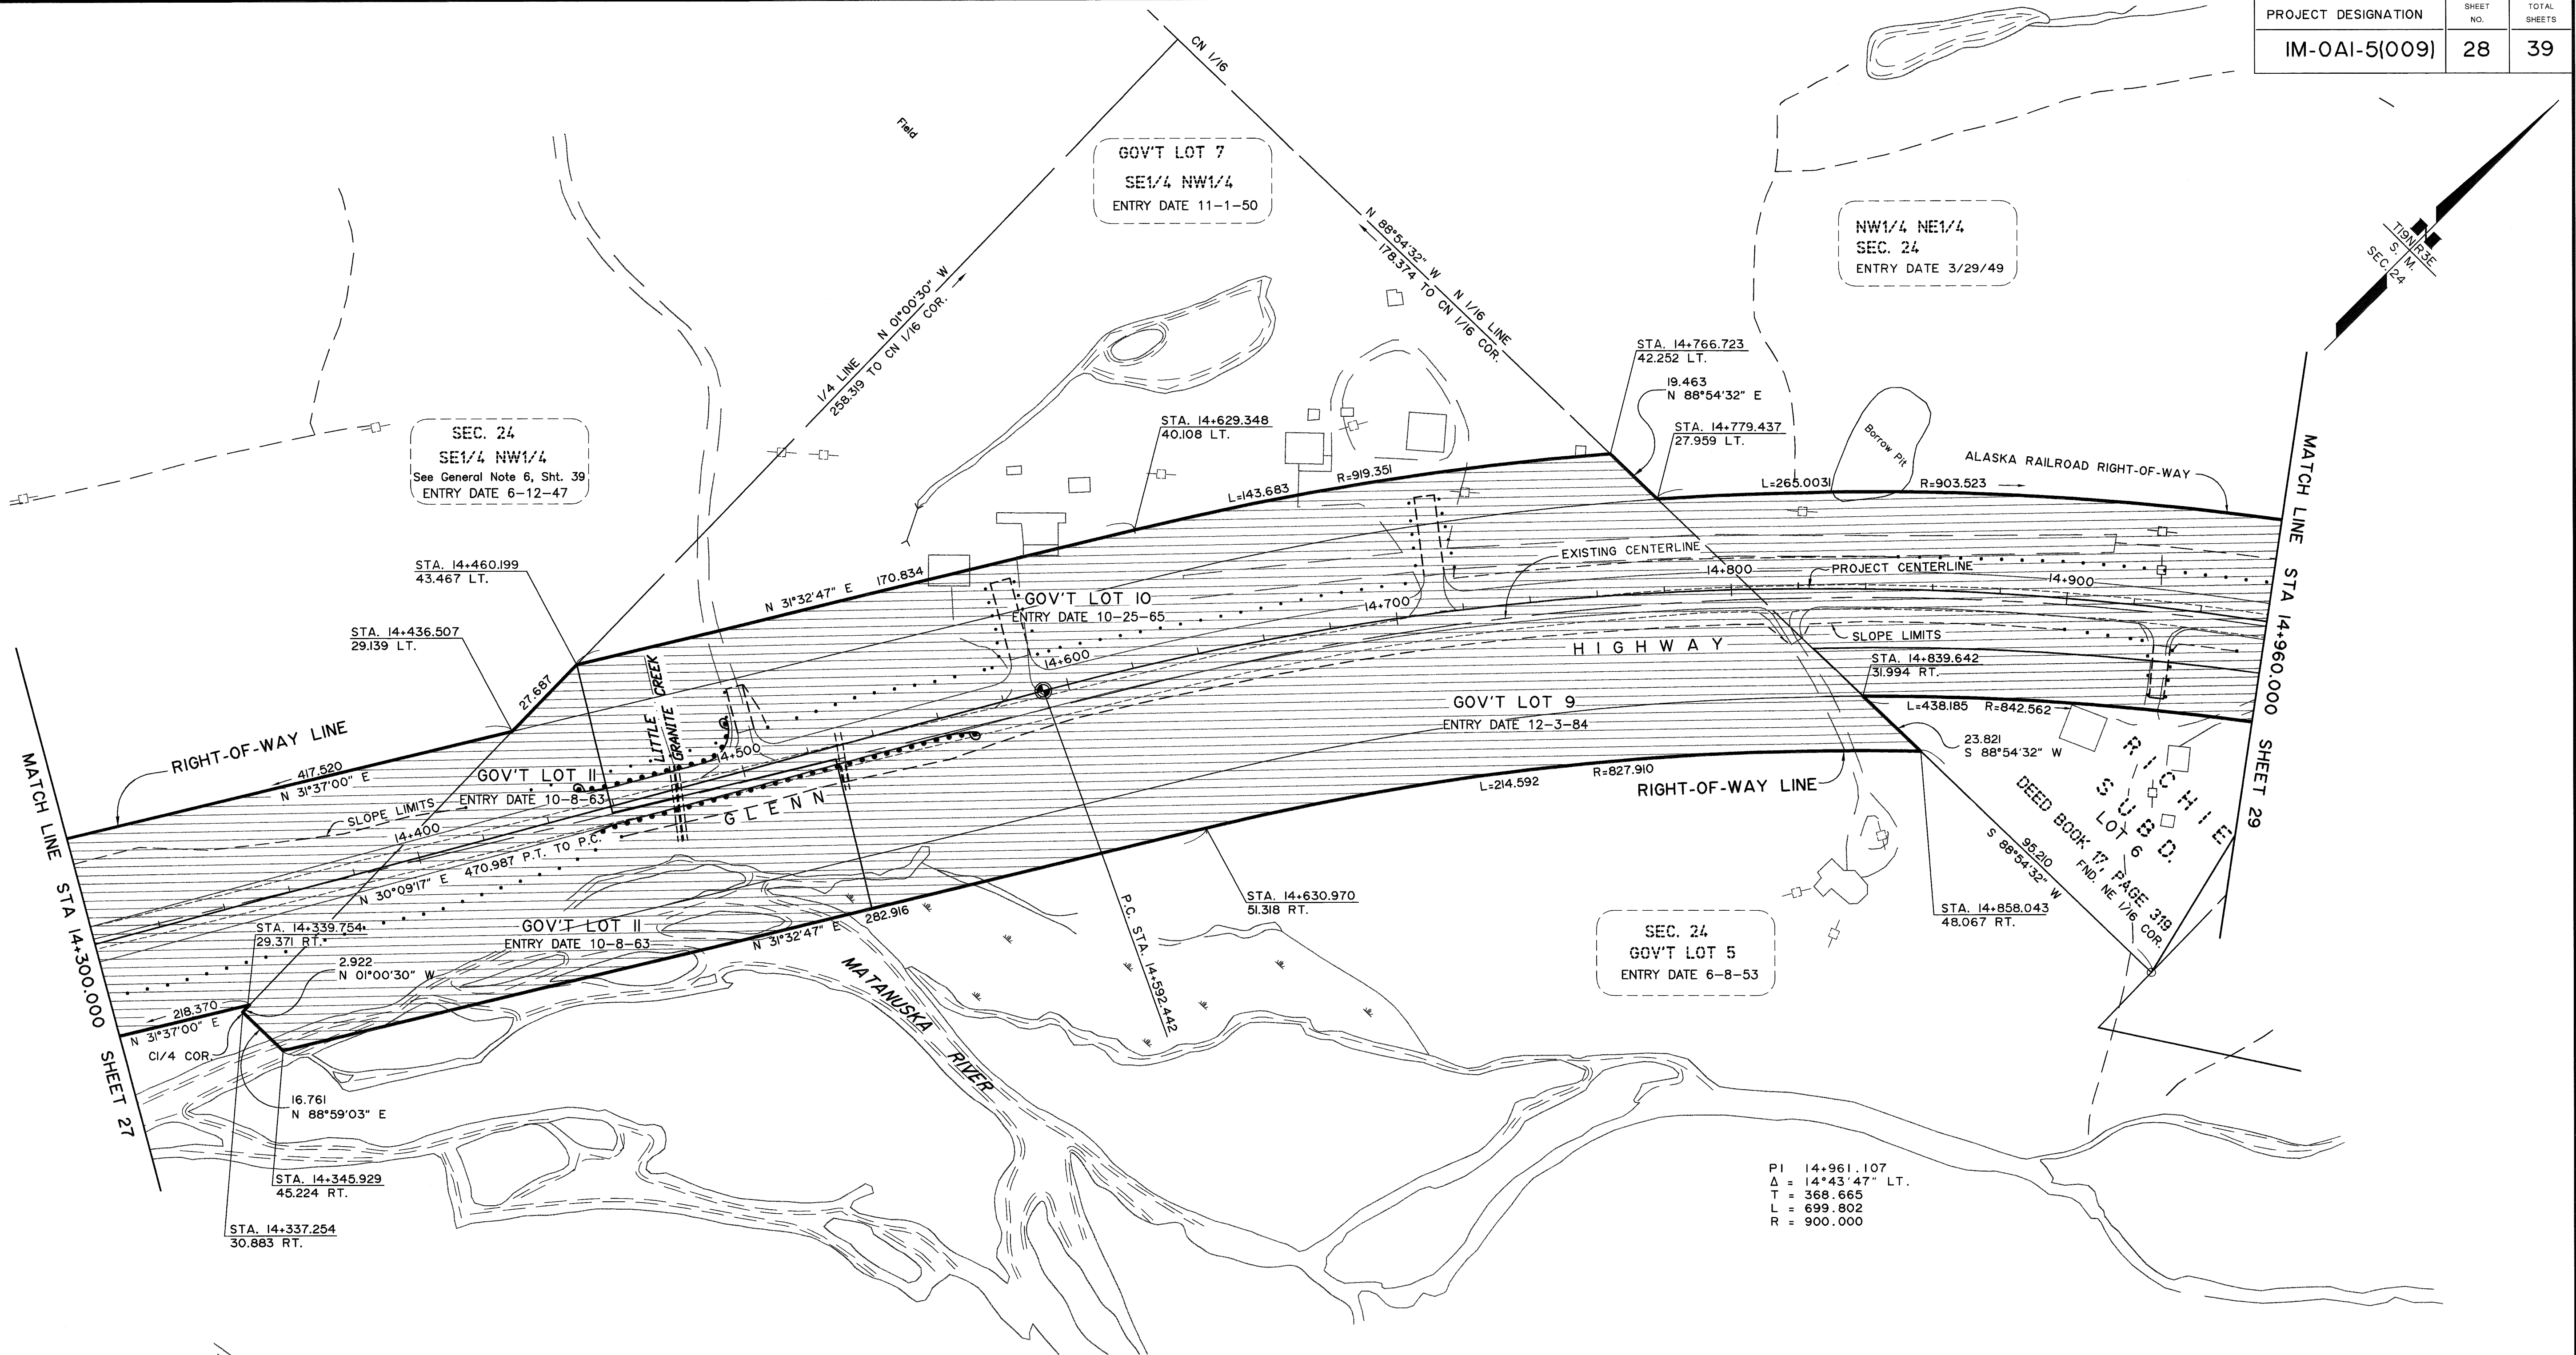 PROJECT DESIGNATION
SHEET NO.
TOTAL SHEETS
IM-0A1-5(009)
28
39
CN 1/16
Field
GOV'T LOT 7
SE1/4 NW1/4
ENTRY DATE 11-1-50
NW1/4 NE1/4
SEC. 24
ENTRY DATE 3/29/49
N
T19N R3E
S. M.
SEC. 24
1/4 LINE N 01°00'30" W
258.319 TO CN 1/16 COR.
N 88°54'32" W N 1/16 LINE
178.374 TO CN 1/16 COR.
STA. 14+766.723
42.252 LT.
19.463
N 88°54'32" E
STA. 14+779.437
27.959 LT.
Borrow Pit
ALASKA RAILROAD RIGHT-OF-WAY
SEC. 24
SE1/4 NW1/4
See General Note 6, Sht. 39
ENTRY DATE 6-12-47
STA. 14+629.348
40.108 LT.
L=143.683
R=919.351
L=265.0031
R=903.523
MATCH LINE STA 14+960.000 SHEET 29
STA. 14+460.199
43.467 LT.
STA. 14+436.507
29.139 LT.
27.687
N 31°32'47" E 170.834
GOV'T LOT 10
ENTRY DATE 10-25-65
EXISTING CENTERLINE
PROJECT CENTERLINE
14+400
14+500
14+600
14+700
14+800
14+900
SLOPE LIMITS
STA. 14+839.642
31.994 RT.
HIGHWAY
GOV'T LOT 9
ENTRY DATE 12-3-84
L=438.185 R=842.562
LITTLE GRANITE CREEK
RIGHT-OF-WAY LINE
417.520
N 31°37'00" E
GOV'T LOT 11
ENTRY DATE 10-8-63
SLOPE LIMITS
GLENN
N 30°09'17" E 470.987 P.T. TO P.C.
MATCH LINE STA 14+300.000 SHEET 27
23.821
S 88°54'32" W
L=214.592
R=827.910
RIGHT-OF-WAY LINE
RICHIE
SUBD.
LOT 6
DEED BOOK 17, PAGE 319
FND. NE 1/16 COR.
95.210
S 88°54'32" W
STA. 14+630.970
51.318 RT.
STA. 14+858.043
48.067 RT.
P.C. STA. 14+592.442
282.916
N 31°32'47" E
GOV'T LOT 11
ENTRY DATE 10-8-63
STA. 14+339.754
29.371 RT.
2.922
N 01°00'30" W
218.370
N 31°37'00" E
C1/4 COR.
16.761
N 88°59'03" E
MATANUSKA RIVER
SEC. 24
GOV'T LOT 5
ENTRY DATE 6-8-53
STA. 14+345.929
45.224 RT.
STA. 14+337.254
30.883 RT.
PI 14+961.107
Δ = 14°43'47" LT.
T = 368.665
L = 699.802
R = 900.000